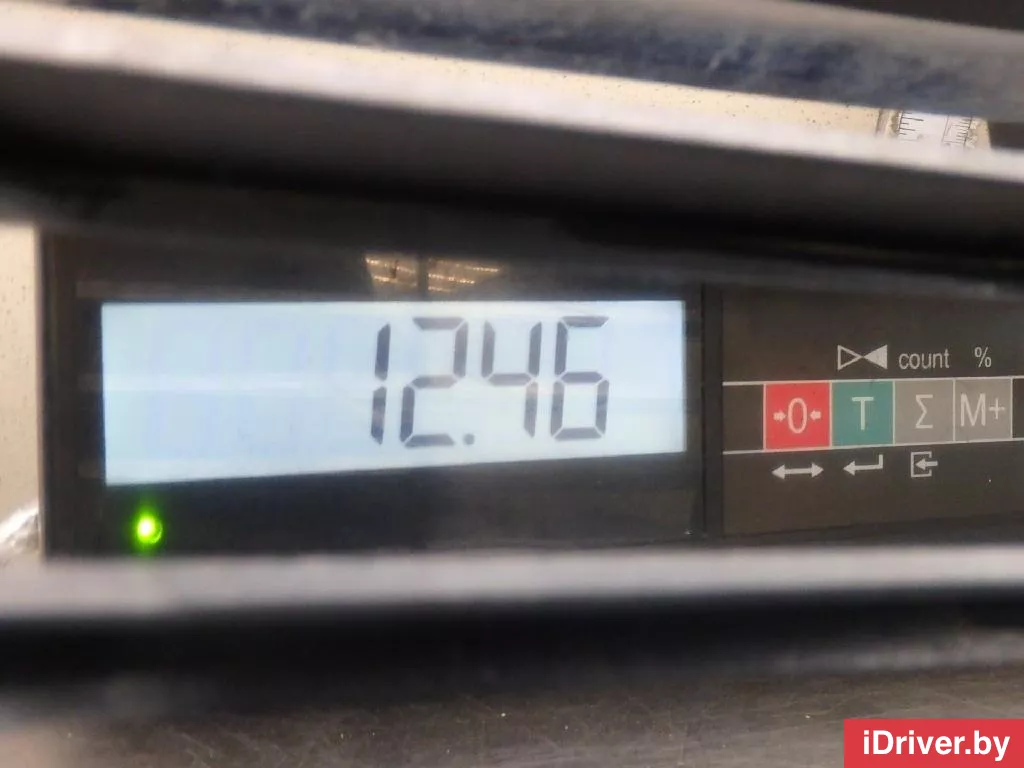 12.46
count %
→0← T Σ M+
iDriver.by